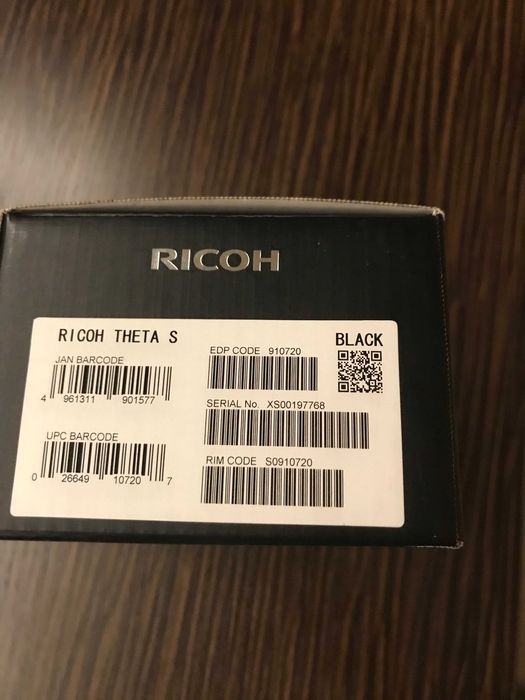 RICOH
RICOH THETA S
BLACK
JAN BARCODE
4 961311 901577
UPC BARCODE
0 26649 10720 7
EDP CODE 910720
SERIAL No. XS00197768
RIM CODE S0910720